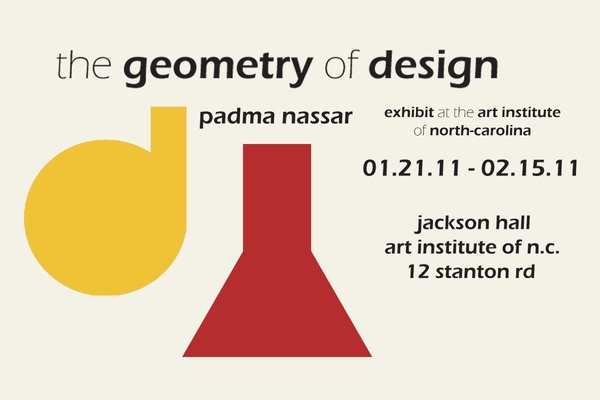 the geometry of design
padma nassar
exhibit at the art institute
of north-carolina
01.21.11 - 02.15.11
jackson hall
art institute of n.c.
12 stanton rd